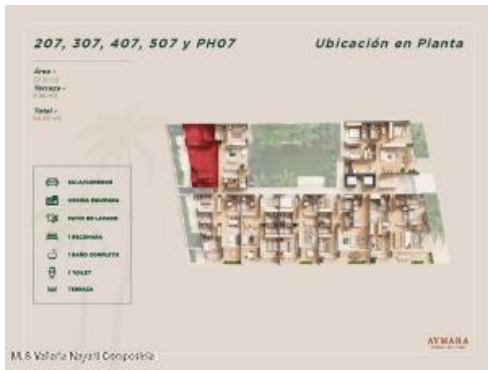 207, 307, 407, 507 y PH07
Ubicación en Planta
Área -
Terraza -
Total -
SALA/COMEDOR
COCINA EQUIPADA
PATIO DE LAVADO
1 RECÁMARA
1 BAÑO COMPLETO
1 TOILET
TERRAZA
AYMARA
MLS Vallarta Nayarit Compostela